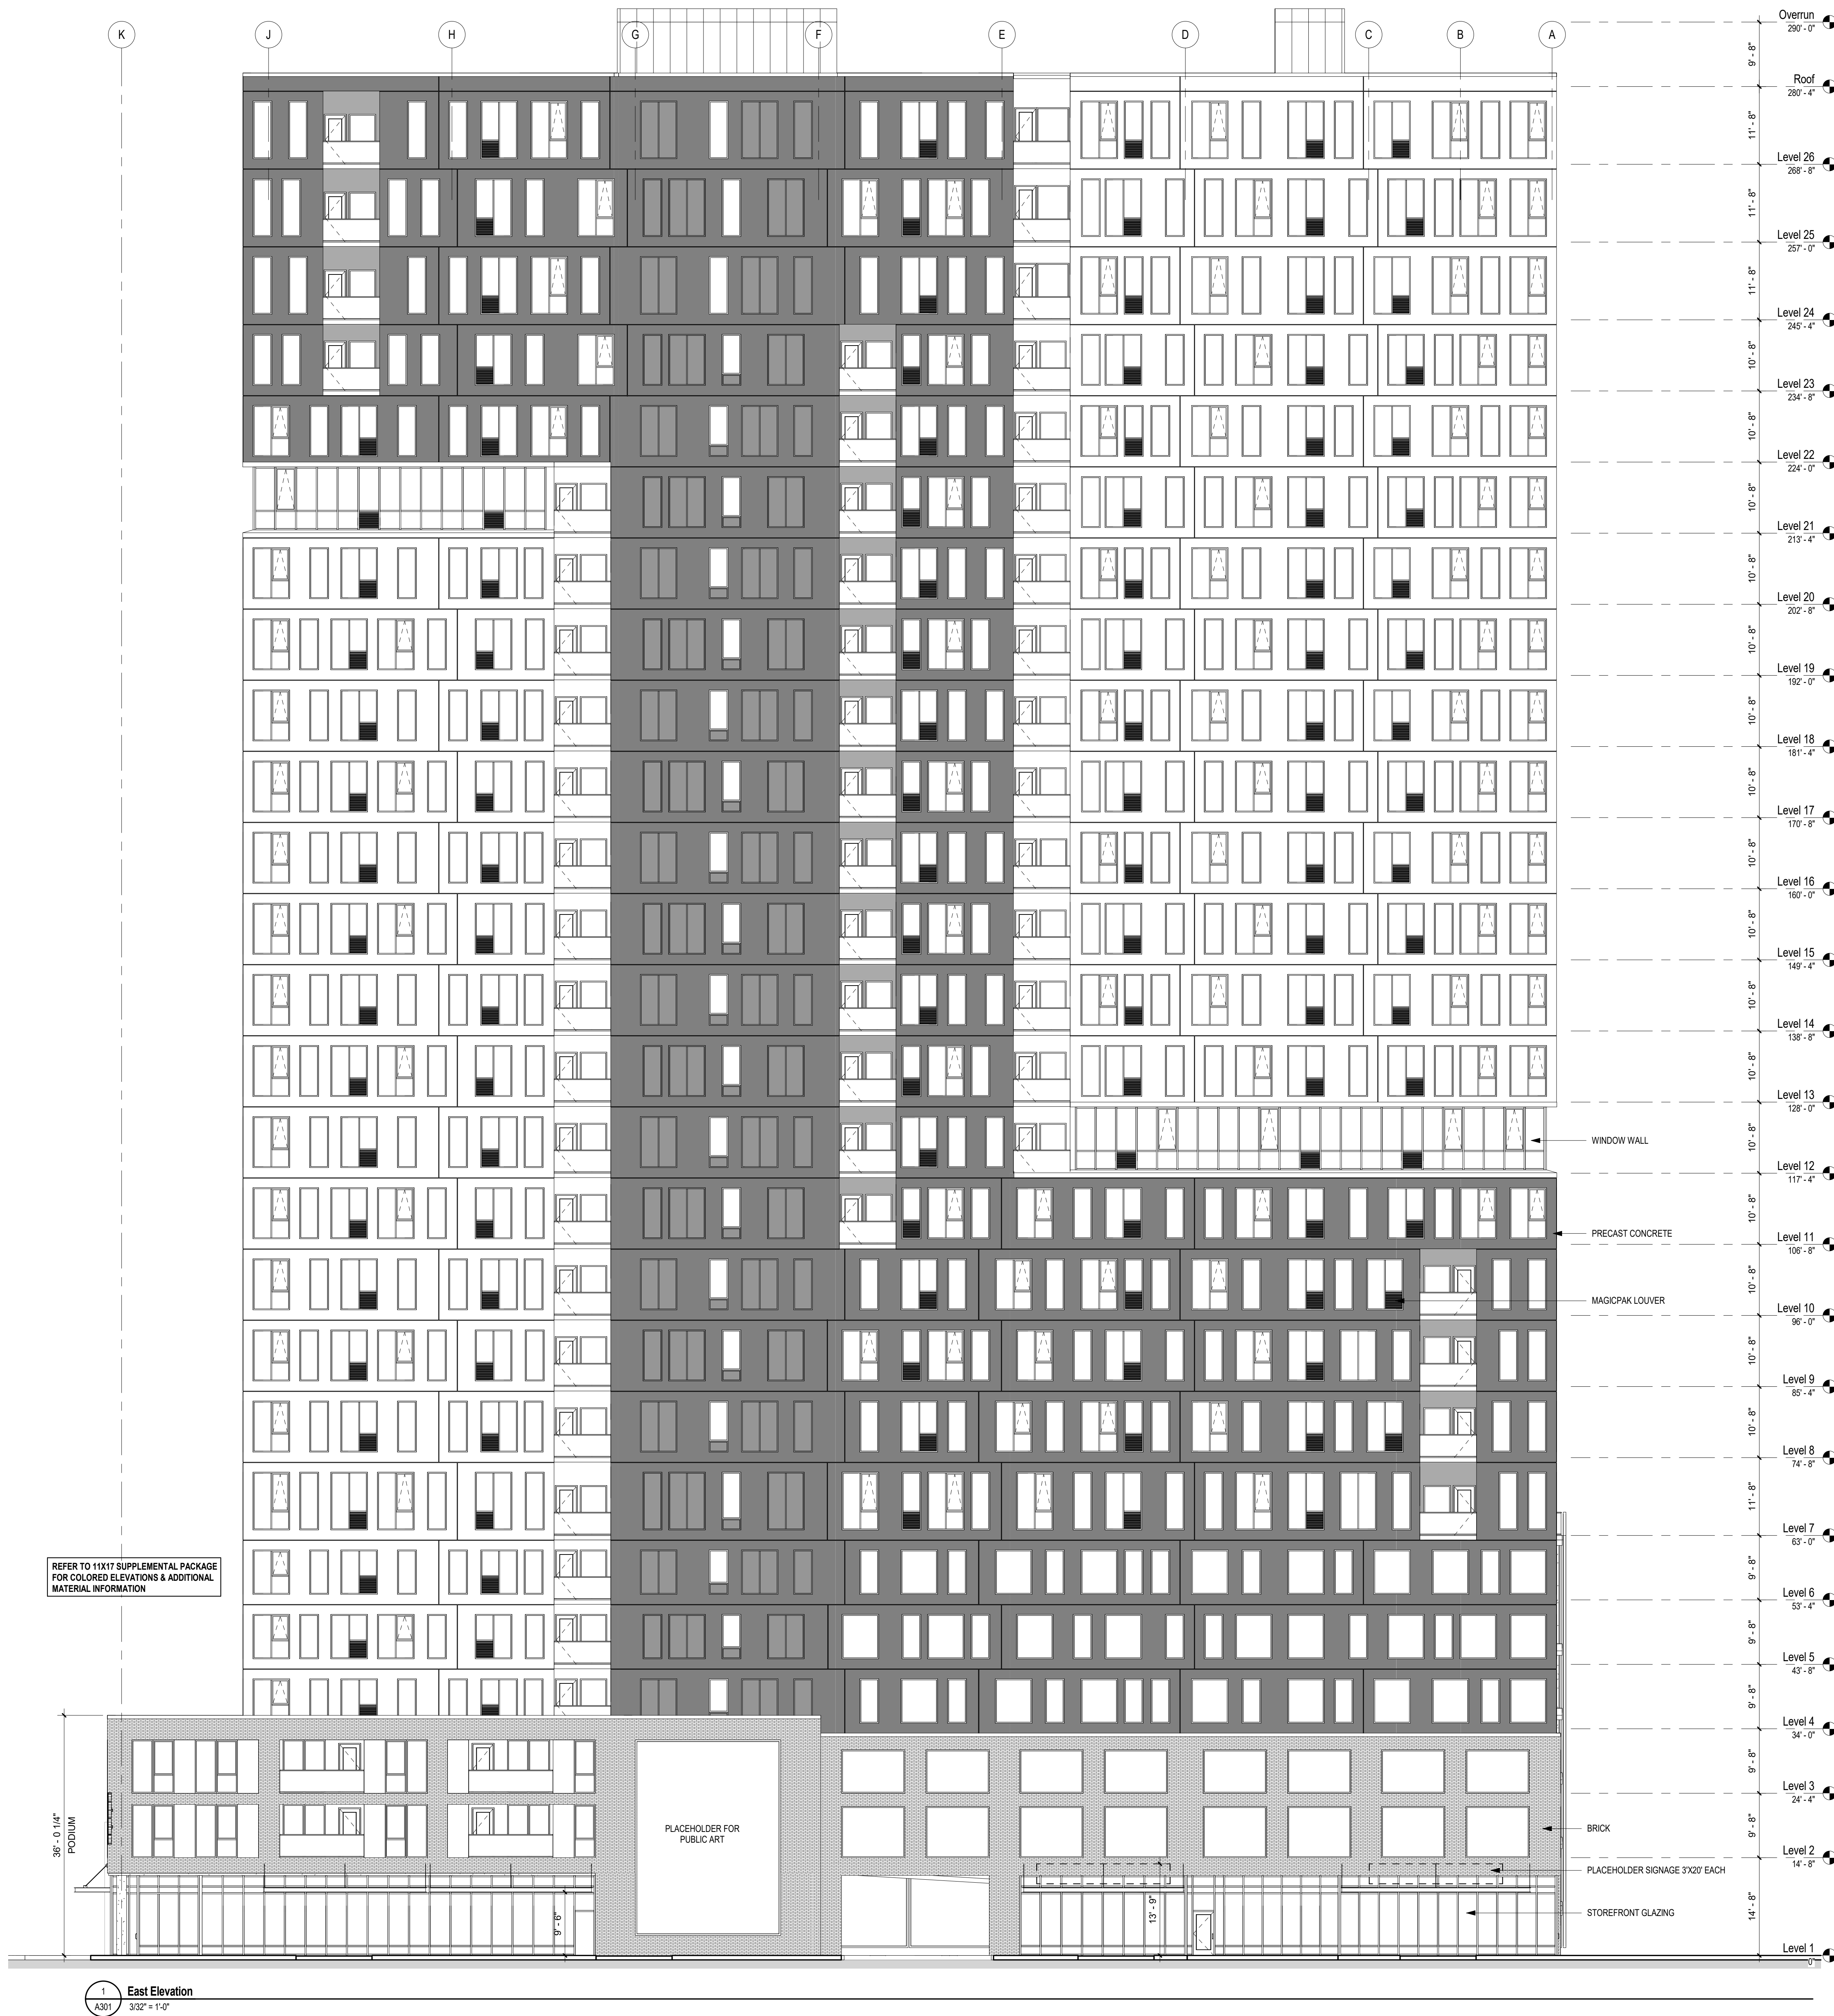 K
J
H
G
F
E
D
C
B
A
Overrun
290' - 0"
9' - 8"
Roof
280' - 4"
11' - 8"
Level 26
268' - 8"
11' - 8"
Level 25
257' - 0"
11' - 8"
Level 24
245' - 4"
10' - 8"
Level 23
234' - 8"
10' - 8"
Level 22
224' - 0"
10' - 8"
Level 21
213' - 4"
10' - 8"
Level 20
202' - 8"
10' - 8"
Level 19
192' - 0"
10' - 8"
Level 18
181' - 4"
10' - 8"
Level 17
170' - 8"
10' - 8"
Level 16
160' - 0"
10' - 8"
Level 15
149' - 4"
10' - 8"
Level 14
138' - 8"
10' - 8"
Level 13
128' - 0"
WINDOW WALL
10' - 8"
Level 12
117' - 4"
10' - 8"
PRECAST CONCRETE
Level 11
106' - 8"
10' - 8"
MAGICPAK LOUVER
Level 10
96' - 0"
10' - 8"
Level 9
85' - 4"
10' - 8"
Level 8
74' - 8"
11' - 8"
Level 7
63' - 0"
9' - 8"
REFER TO 11X17 SUPPLEMENTAL PACKAGE
FOR COLORED ELEVATIONS & ADDITIONAL
MATERIAL INFORMATION
Level 6
53' - 4"
9' - 8"
Level 5
43' - 8"
9' - 8"
Level 4
34' - 0"
9' - 8"
Level 3
24' - 4"
9' - 8"
36' - 0 1/4"
PODIUM
PLACEHOLDER FOR
PUBLIC ART
BRICK
Level 2
14' - 8"
PLACEHOLDER SIGNAGE 3'X20' EACH
STOREFRONT GLAZING
9' - 6"
13' - 9"
14' - 8"
Level 1
0"
1
A301
East Elevation
3/32" = 1'-0"